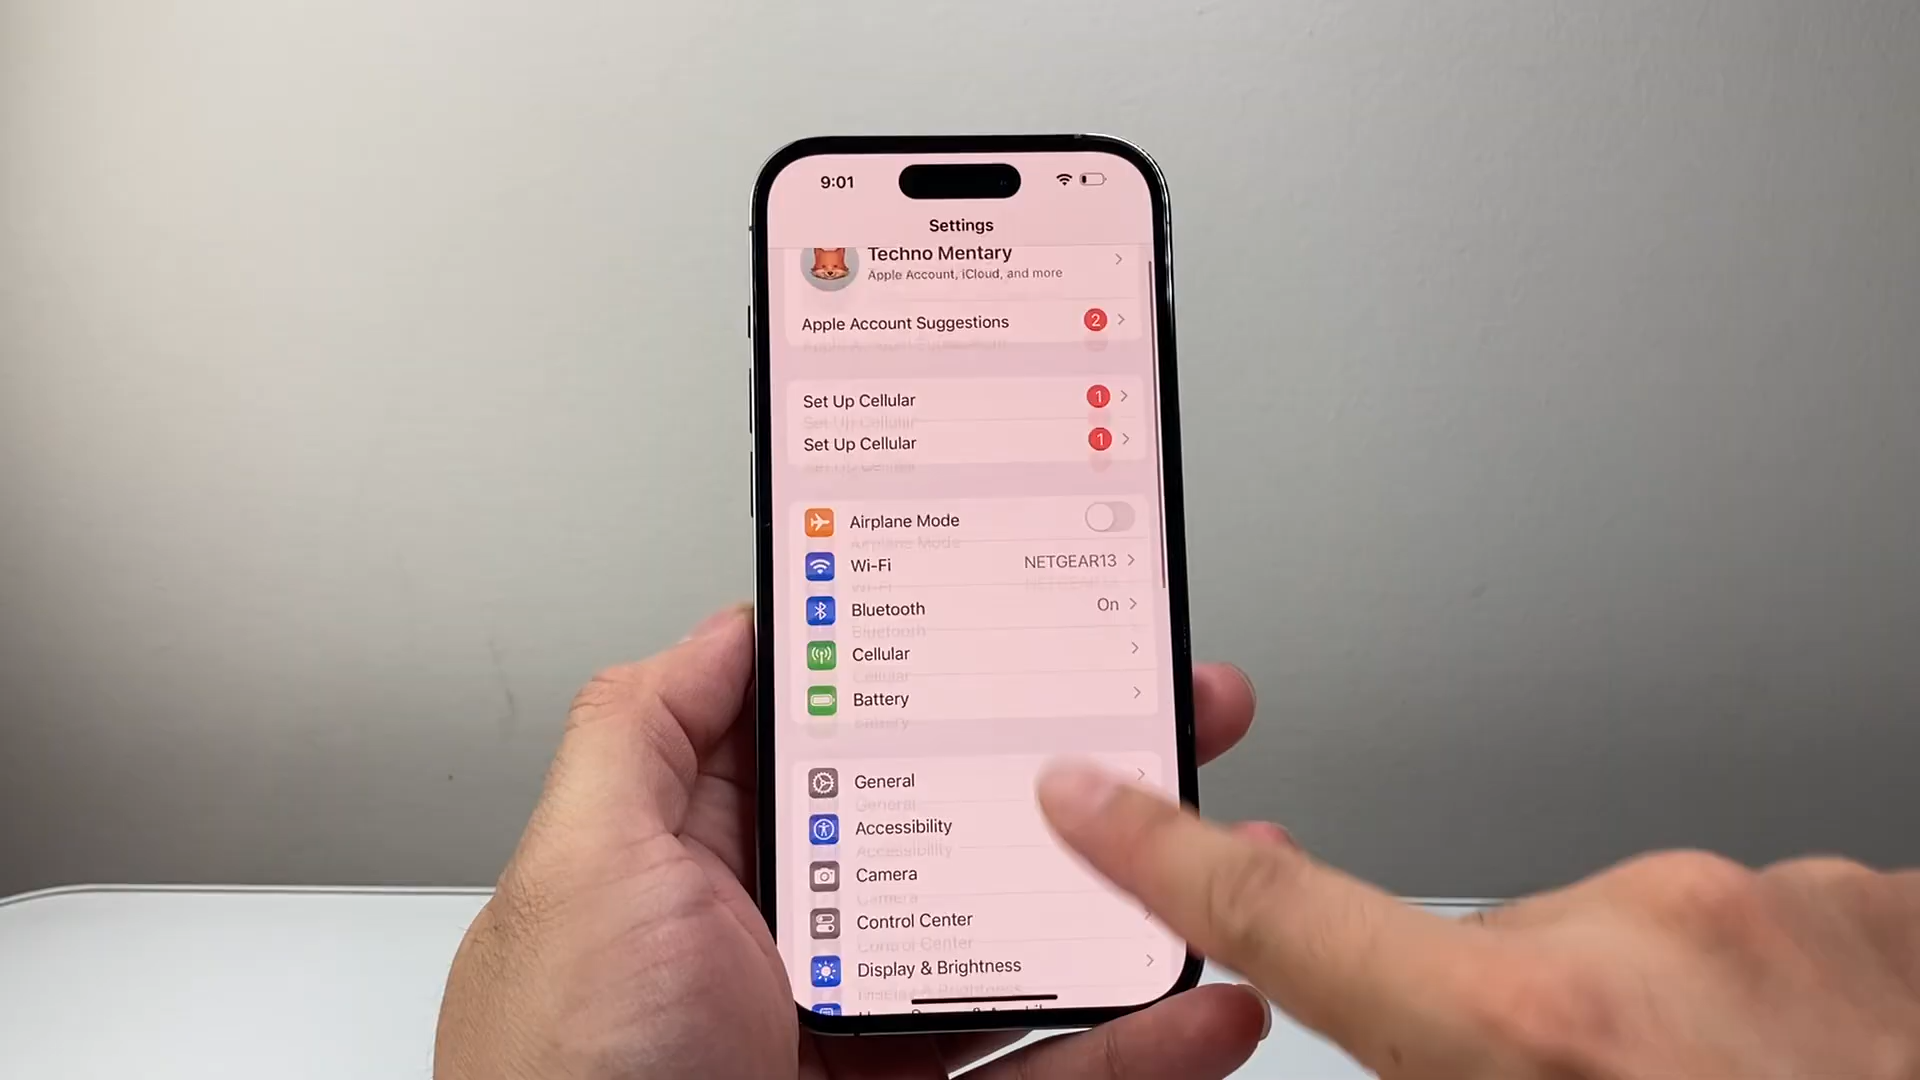 9:01
Settings
Techno Mentary
Apple Account, iCloud, and more
Apple Account Suggestions 2
Set Up Cellular 1
Set Up Cellular 1
Airplane Mode
Wi-Fi NETGEAR13
Bluetooth On
Cellular
Battery
General
Accessibility
Camera
Control Center
Display & Brightness